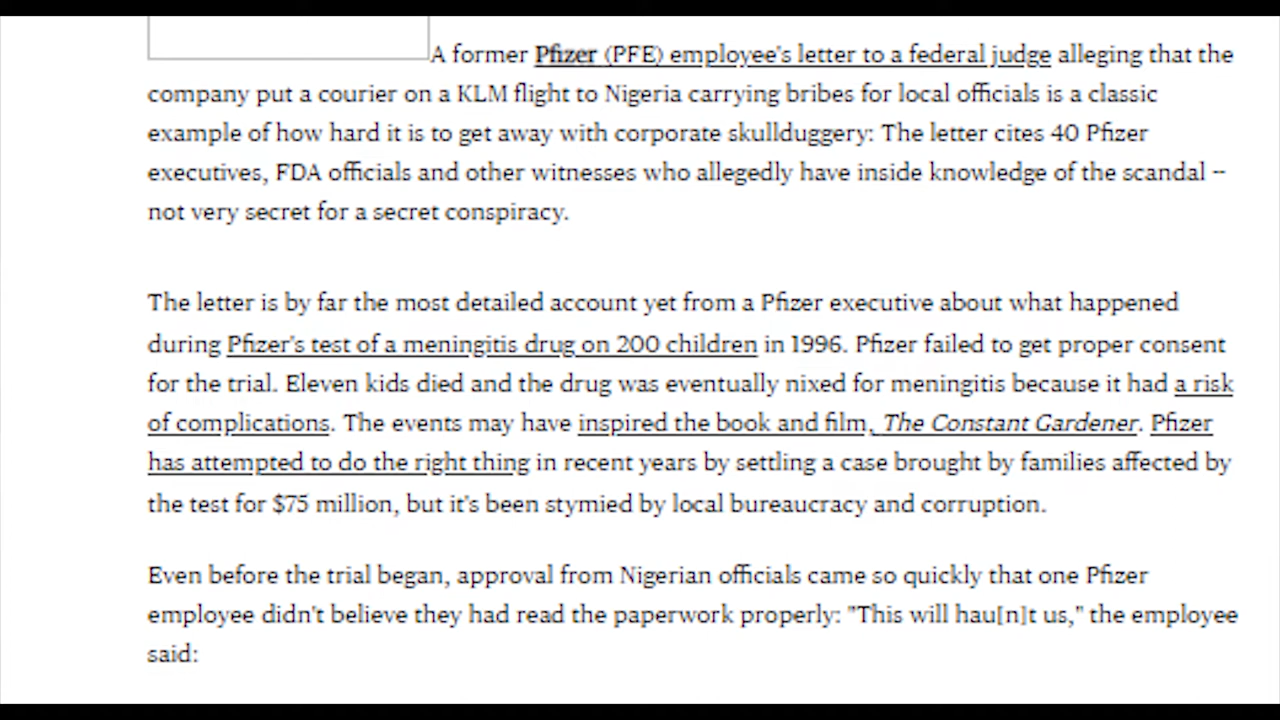 A former Pfizer (PFE) employee's letter to a federal judge alleging that the
company put a courier on a KLM flight to Nigeria carrying bribes for local officials is a classic
example of how hard it is to get away with corporate skullduggery: The letter cites 40 Pfizer
executives, FDA officials and other witnesses who allegedly have inside knowledge of the scandal --
not very secret for a secret conspiracy.
The letter is by far the most detailed account yet from a Pfizer executive about what happened
during Pfizer's test of a meningitis drug on 200 children in 1996. Pfizer failed to get proper consent
for the trial. Eleven kids died and the drug was eventually nixed for meningitis because it had a risk
of complications. The events may have inspired the book and film, The Constant Gardener. Pfizer
has attempted to do the right thing in recent years by settling a case brought by families affected by
the test for $75 million, but it's been stymied by local bureaucracy and corruption.
Even before the trial began, approval from Nigerian officials came so quickly that one Pfizer
employee didn't believe they had read the paperwork properly: "This will hau[n]t us," the employee
said: